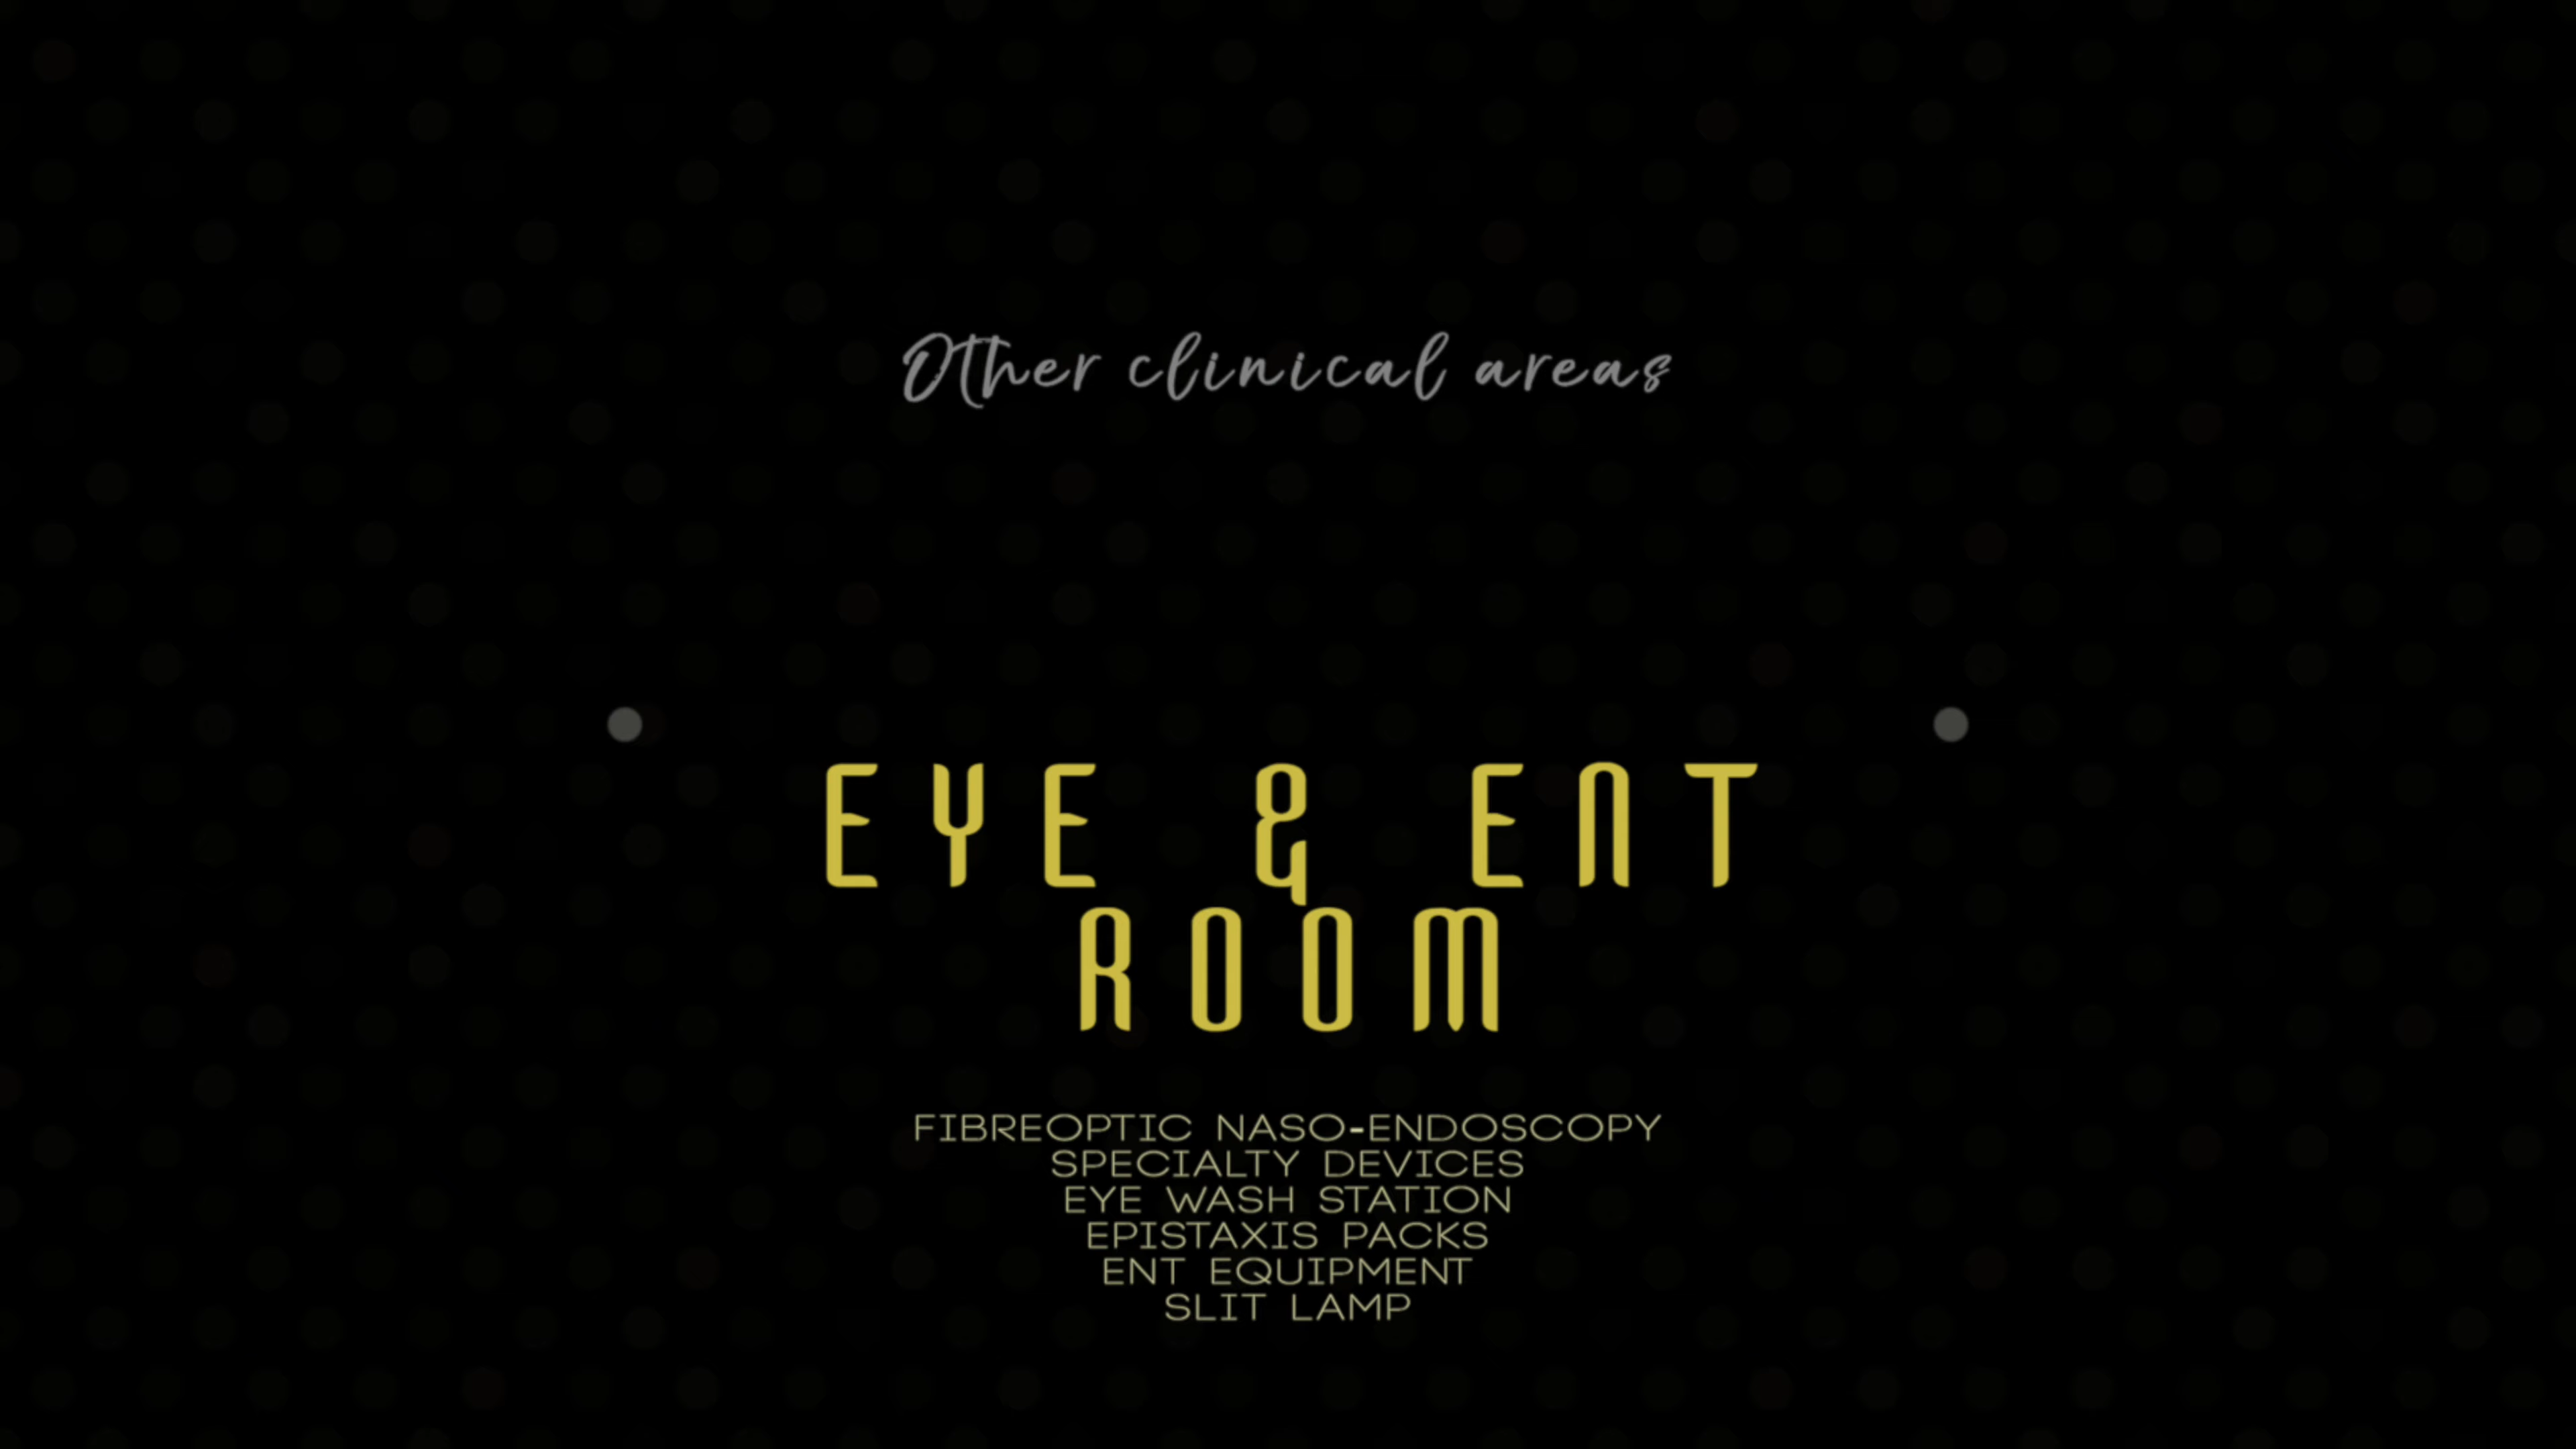 Other clinical areas
EYE & ENT
ROOM
FIBREOPTIC NASO-ENDOSCOPY
SPECIALTY DEVICES
EYE WASH STATION
EPISTAXIS PACKS
ENT EQUIPMENT
SLIT LAMP